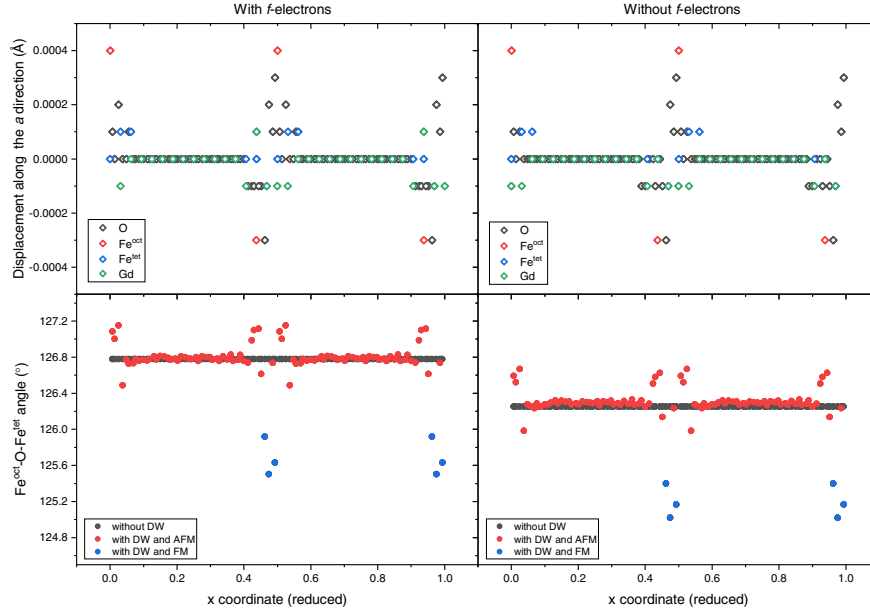 With f-electrons
Without f-electrons
Displacement along the a direction (Å)
0.0004
0.0002
0.0000
-0.0002
-0.0004
O
Fe^oct
Fe^tet
Gd
O
Fe^oct
Fe^tet
Gd
Fe^oct-O-Fe^tet angle (°)
127.2
126.8
126.4
126.0
125.6
125.2
124.8
without DW
with DW and AFM
with DW and FM
without DW
with DW and AFM
with DW and FM
0.0 0.2 0.4 0.6 0.8 1.0
0.0 0.2 0.4 0.6 0.8 1.0
x coordinate (reduced)
x coordinate (reduced)